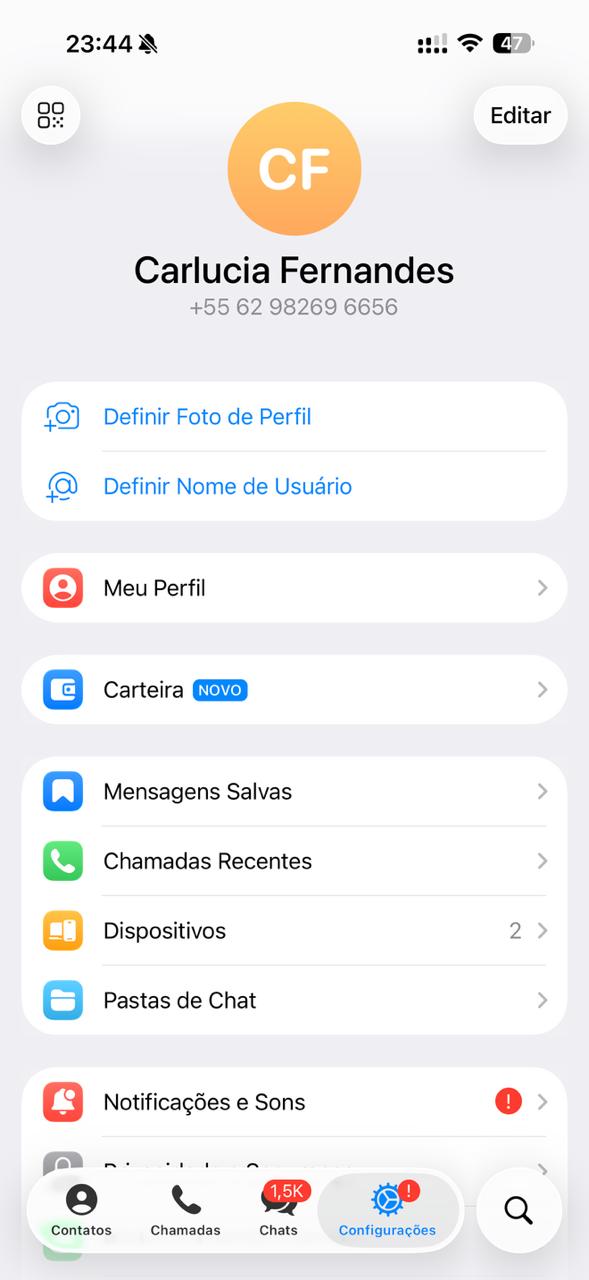 23:44
47
Editar
CF
Carlucia Fernandes
+55 62 98269 6656
Definir Foto de Perfil
Definir Nome de Usuário
Meu Perfil
Carteira NOVO
Mensagens Salvas
Chamadas Recentes
Dispositivos 2
Pastas de Chat
Notificações e Sons !
1,5K
!
Contatos
Chamadas
Chats
Configurações